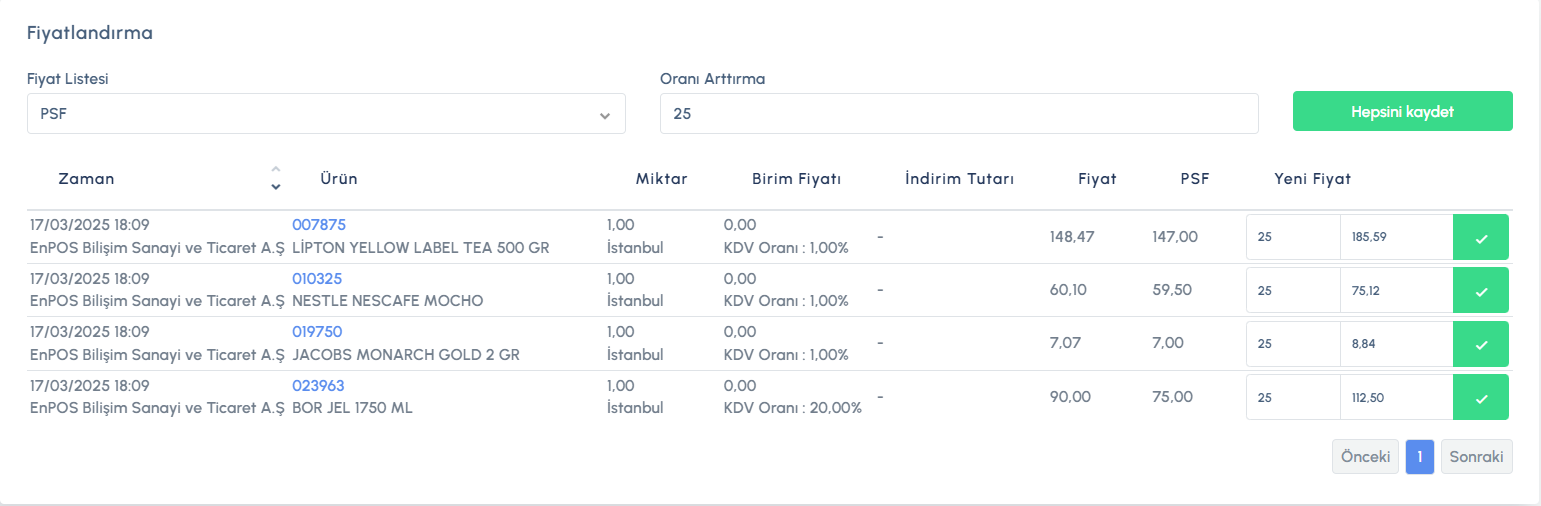 Fiyatlandırma
Fiyat Listesi Oranı Arttırma
PSF 25 Hepsini kaydet
Zaman Ürün Miktar Birim Fiyatı İndirim Tutarı Fiyat PSF Yeni Fiyat
17/03/2025 18:09 007875 1,00 0,00
- 148,47 147,00 25 185,59
EnPOS Bilişim Sanayi ve Ticaret A.Ş LİPTON YELLOW LABEL TEA 500 GR İstanbul KDV Oranı : 1,00%
17/03/2025 18:09 010325 1,00 0,00
- 60,10 59,50 25 75,12
EnPOS Bilişim Sanayi ve Ticaret A.Ş NESTLE NESCAFE MOCHO İstanbul KDV Oranı : 1,00%
17/03/2025 18:09 019750 1,00 0,00
- 7,07 7,00 25 8,84
EnPOS Bilişim Sanayi ve Ticaret A.Ş JACOBS MONARCH GOLD 2 GR İstanbul KDV Oranı : 1,00%
17/03/2025 18:09 023963 1,00 0,00
- 90,00 75,00 25 112,50
EnPOS Bilişim Sanayi ve Ticaret A.Ş BOR JEL 1750 ML İstanbul KDV Oranı : 20,00%
Önceki 1 Sonraki